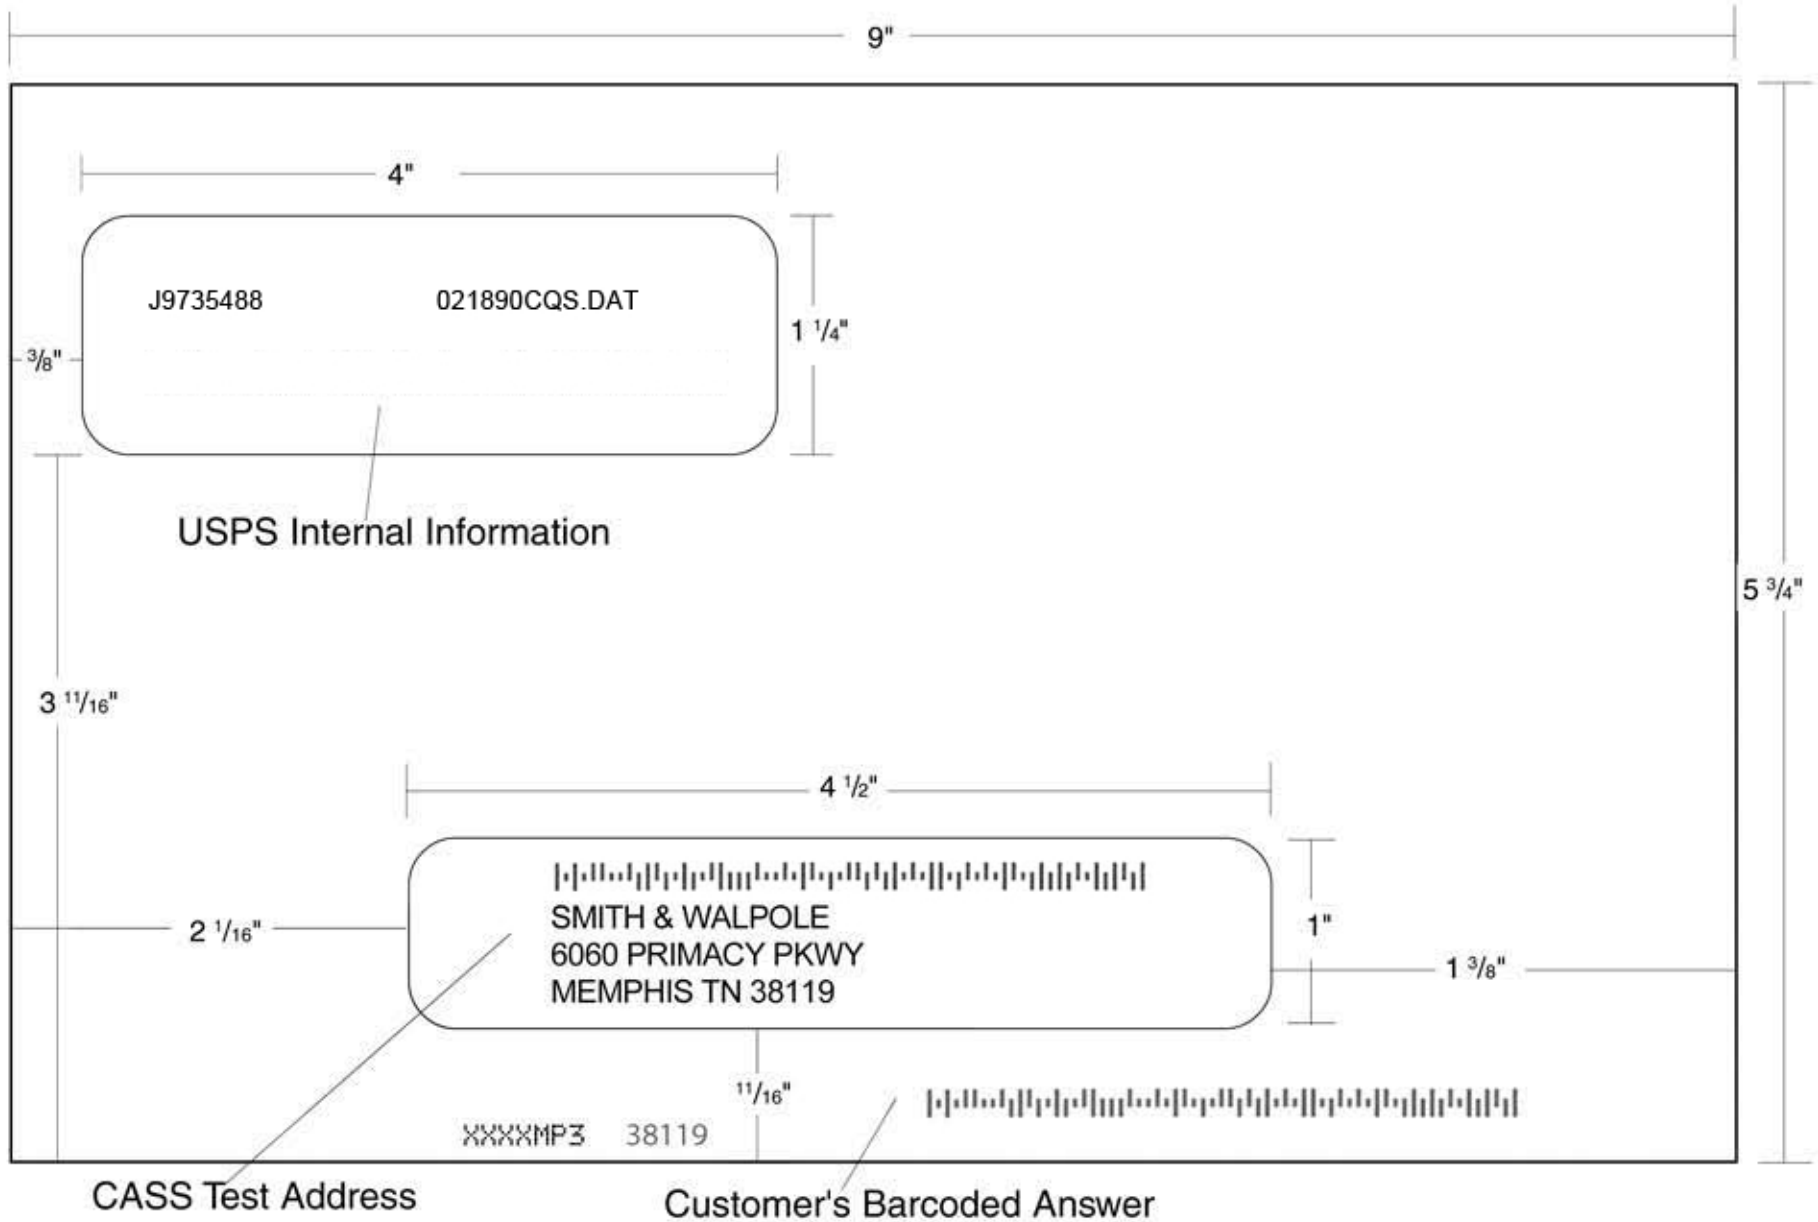 9"
4"
J9735488 021890CQS.DAT
1 1/4"
3/8"
USPS Internal Information
5 3/4"
3 11/16"
4 1/2"
SMITH & WALPOLE
2 1/16" 1"
6060 PRIMACY PKWY
1 3/8"
MEMPHIS TN 38119
11/16"
XXXXMP3 38119
CASS Test Address
Customer's Barcoded Answer